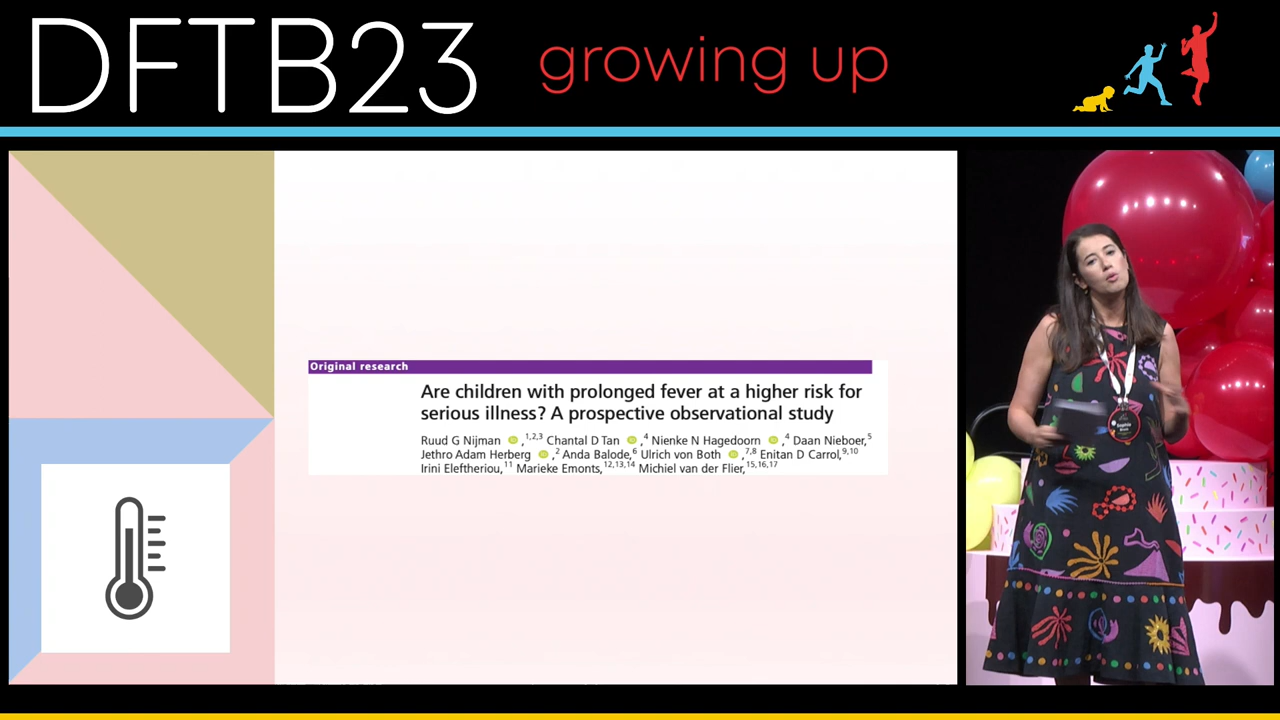 DFTB23
growing up
Original research
Are children with prolonged fever at a higher risk for
serious illness? A prospective observational study
Ruud G Nijman ,1,2,3 Chantal D Tan ,4 Nienke N Hagedoorn ,4 Daan Nieboer,5
Jethro Adam Herberg ,2 Anda Balode,6 Ulrich von Both ,7,8 Enitan D Carrol,9,10
Irini Eleftheriou,11 Marieke Emonts,12,13,14 Michiel van der Flier,15,16,17
Sophie